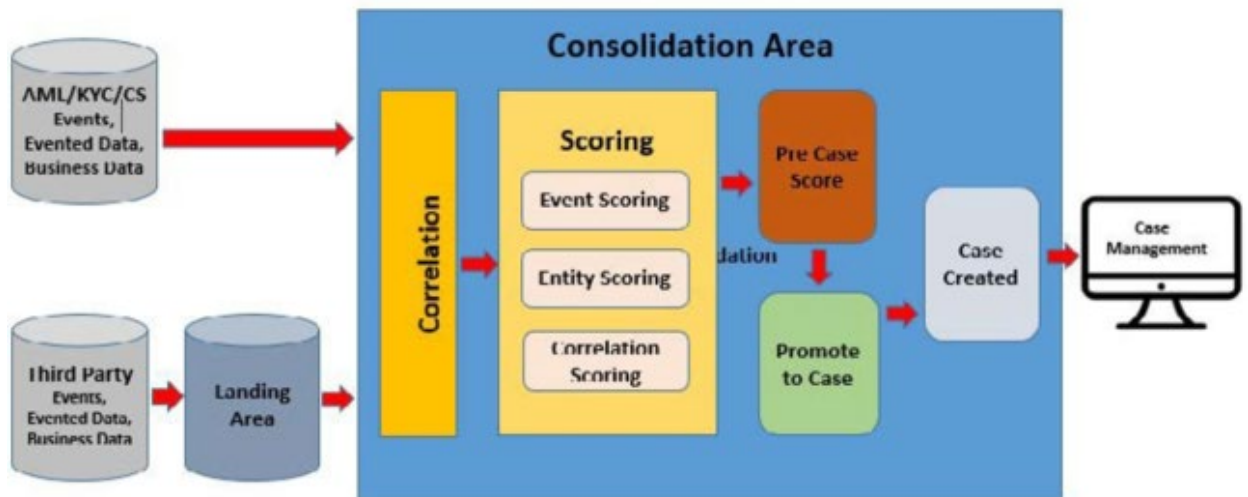 Consolidation Area
AML/KYC/CS
Events,
Evented Data,
Business Data
Third Party
Events,
Evented Data,
Business Data
Landing
Area
Correlation
Scoring
Event Scoring
Entity Scoring
Correlation
Scoring
Pre Case
Score
dation
Promote
to Case
Case
Created
Case
Management